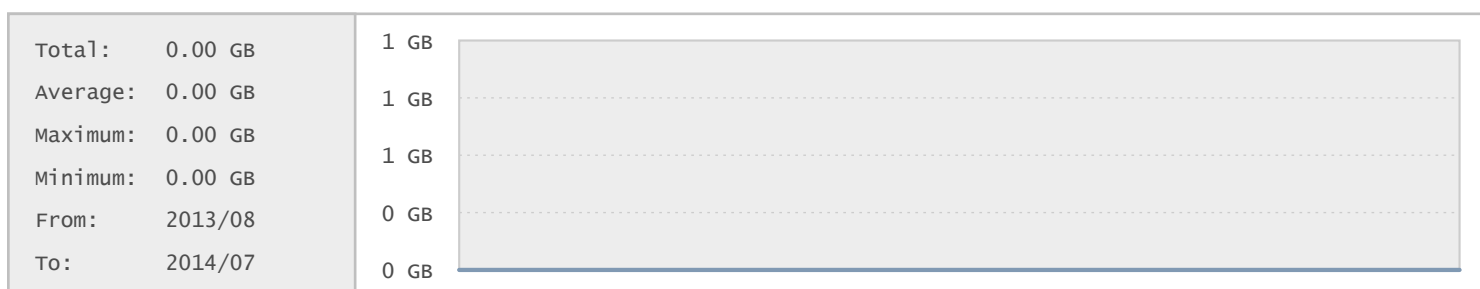 Total: 0.00 GB
Average: 0.00 GB
Maximum: 0.00 GB
Minimum: 0.00 GB
From: 2013/08
To: 2014/07
1 GB
1 GB
1 GB
0 GB
0 GB